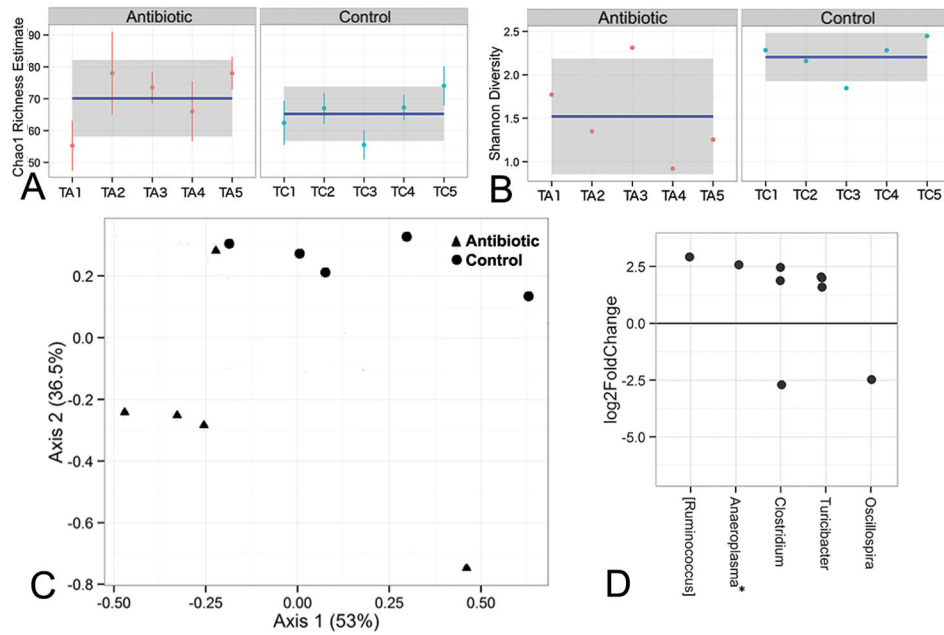 Antibiotic Control
Chao1 Richness Estimate
90
80
70
60
50
TA1 TA2 TA3 TA4 TA5 TC1 TC2 TC3 TC4 TC5
A
Antibiotic Control
Shannon Diversity
2.5
2.0
1.5
1.0
TA1 TA2 TA3 TA4 TA5 TC1 TC2 TC3 TC4 TC5
B
Antibiotic
Control
Axis 2 (36.5%)
0.2
0.0
-0.2
-0.4
-0.6
-0.8
-0.50 -0.25 0.00 0.25 0.50
Axis 1 (53%)
C
log2FoldChange
2.5
0.0
-2.5
-5.0
[Ruminococcus]
Anaeroplasma*
Clostridium
Turicibacter
Oscillospira
D